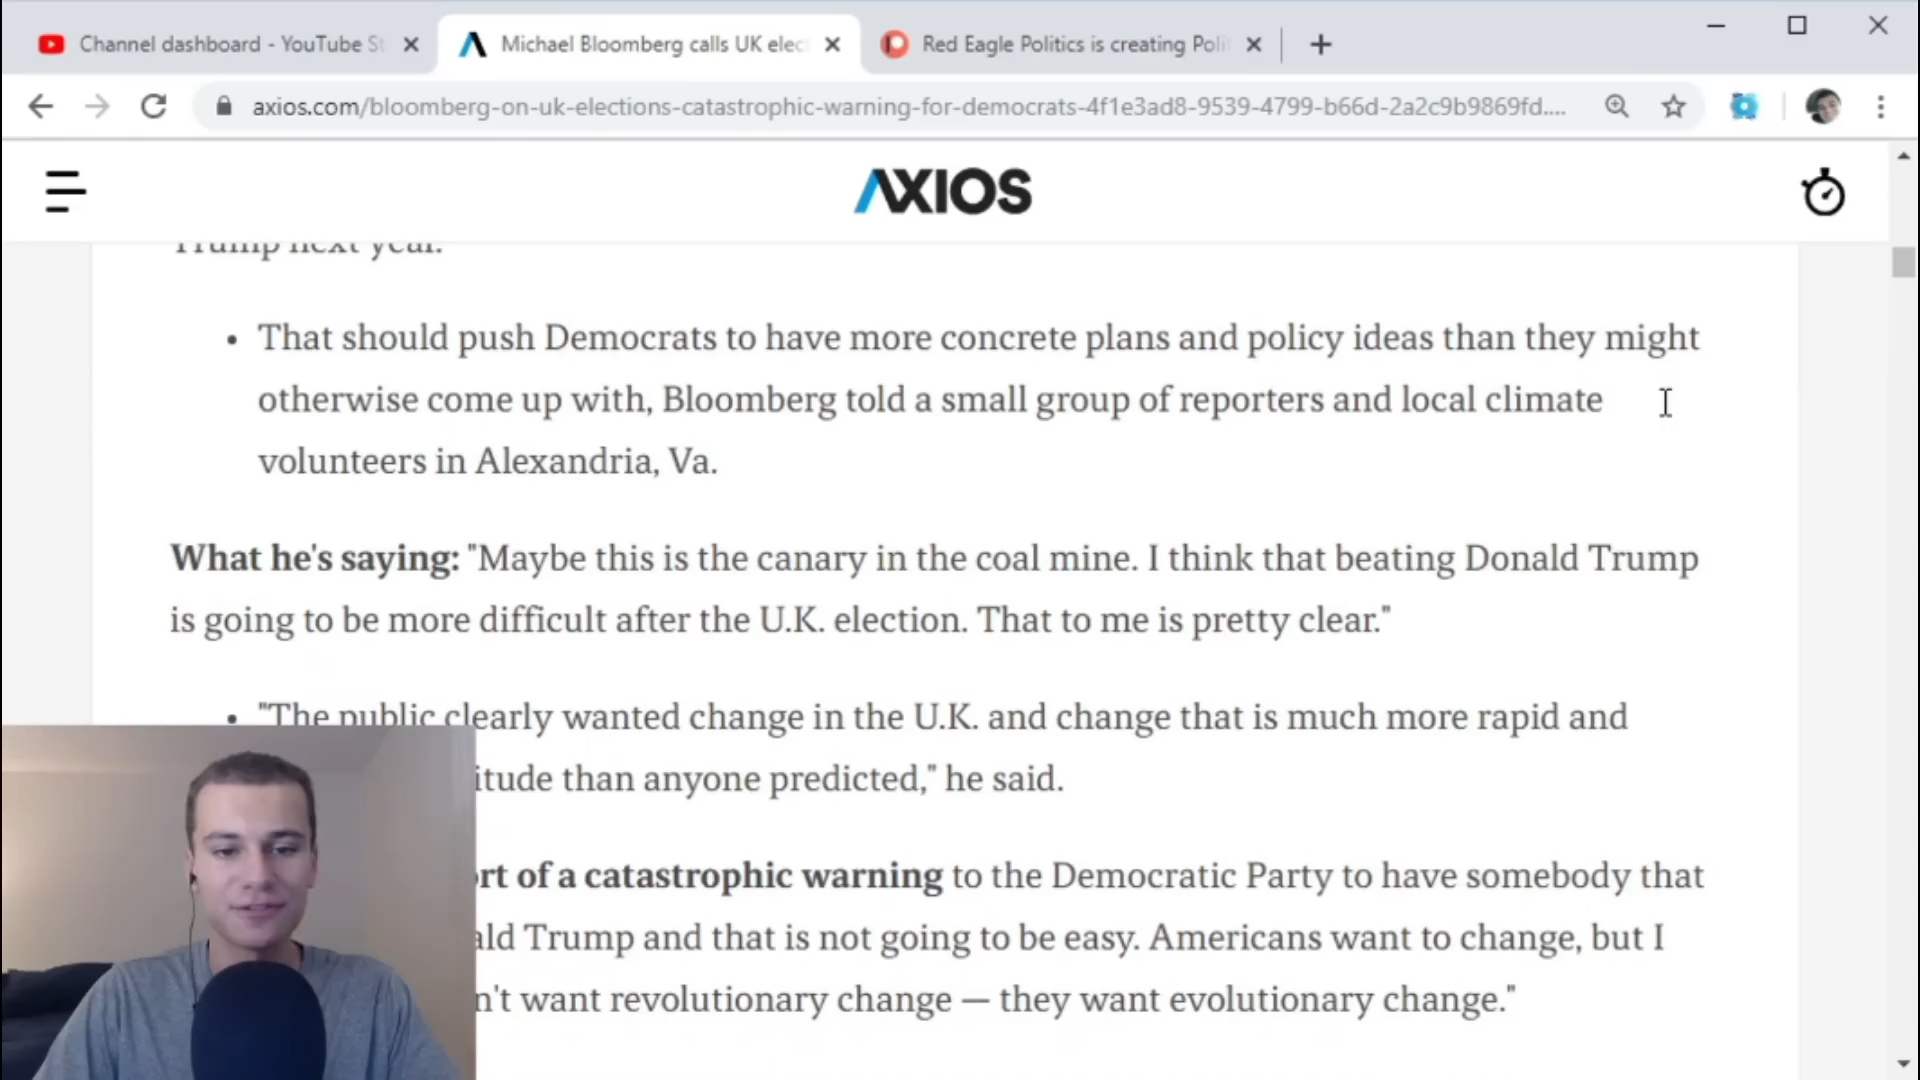 Channel dashboard - YouTube St
Michael Bloomberg calls UK elec
Red Eagle Politics is creating Poli
axios.com/bloomberg-on-uk-elections-catastrophic-warning-for-democrats-4f1e3ad8-9539-4799-b66d-2a2c9b9869fd....
AXIOS
Trump next year.
• That should push Democrats to have more concrete plans and policy ideas than they might
otherwise come up with, Bloomberg told a small group of reporters and local climate
volunteers in Alexandria, Va.
What he's saying: "Maybe this is the canary in the coal mine. I think that beating Donald Trump
is going to be more difficult after the U.K. election. That to me is pretty clear."
• "The public clearly wanted change in the U.K. and change that is much more rapid and
itude than anyone predicted," he said.
rt of a catastrophic warning to the Democratic Party to have somebody that
ald Trump and that is not going to be easy. Americans want to change, but I
n't want revolutionary change — they want evolutionary change."